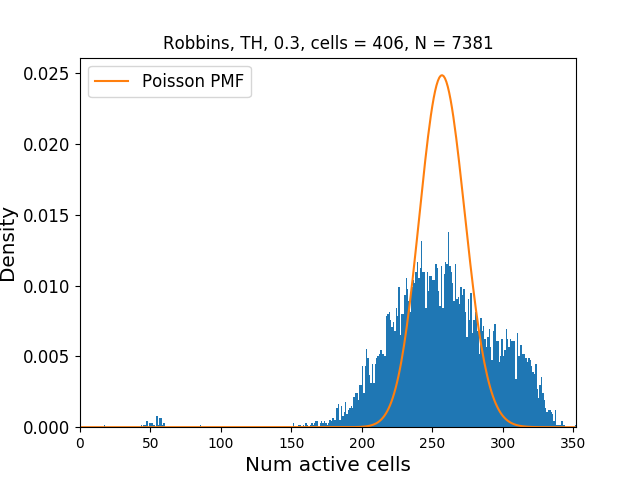 Robbins, TH, 0.3, cells = 406, N = 7381
Poisson PMF
0.025
0.020
0.015
0.010
0.005
0.000
Density
0 50 100 150 200 250 300 350
Num active cells